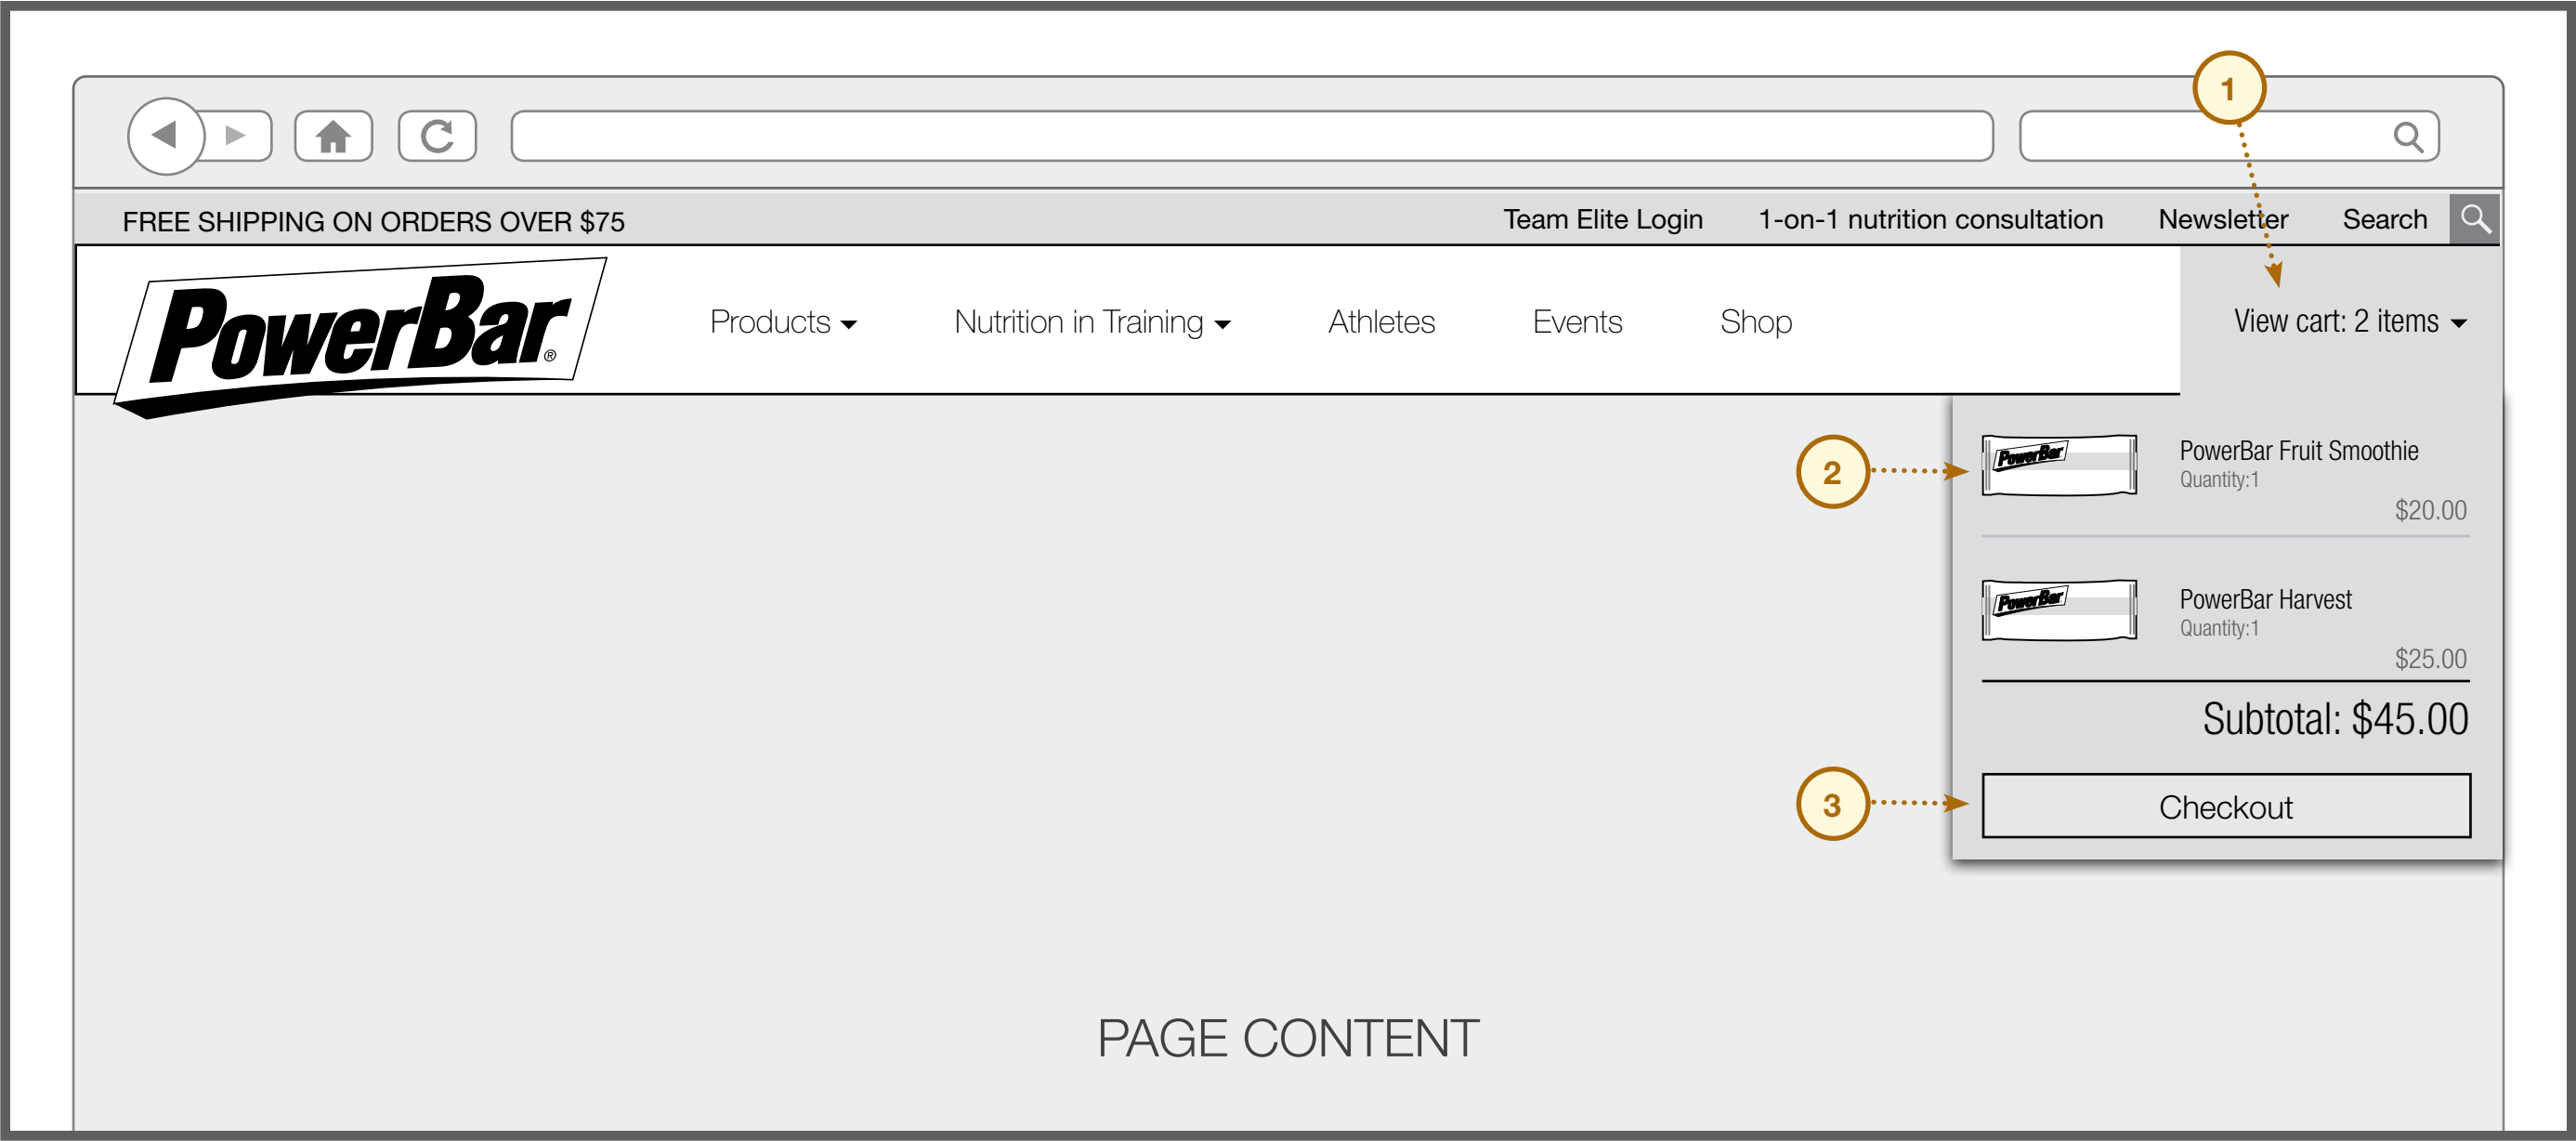 1
FREE SHIPPING ON ORDERS OVER $75
Team Elite Login
1-on-1 nutrition consultation
Newsletter
Search
PowerBar®
Products
Nutrition in Training
Athletes
Events
Shop
View cart: 2 items
2
PowerBar
PowerBar Fruit Smoothie
Quantity:1
$20.00
PowerBar
PowerBar Harvest
Quantity:1
$25.00
Subtotal: $45.00
3
Checkout
PAGE CONTENT